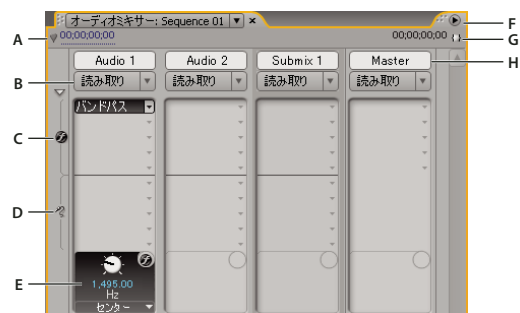 オーディオミキサー: Sequence 01
F
A
00;00;00;00
00;00;00;00
G
Audio 1
Audio 2
Submix 1
Master
H
B
読み取り
読み取り
読み取り
読み取り
バンドパス
C
D
E
1,495.00
Hz
センター